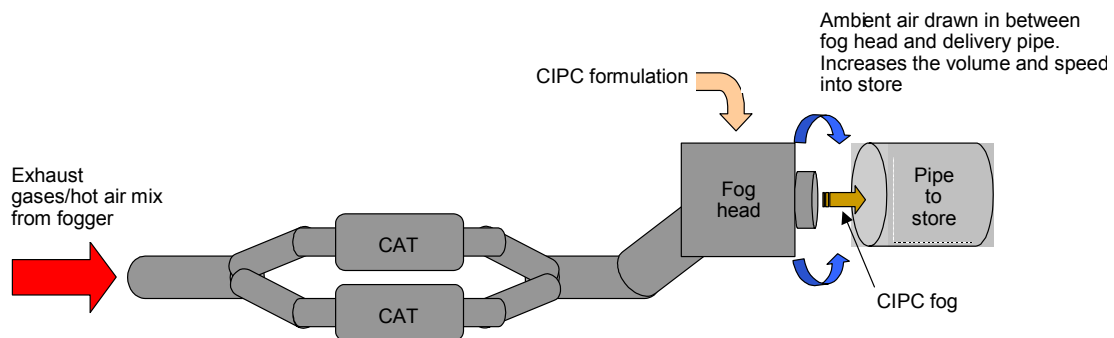 Ambient air drawn in between
fog head and delivery pipe.
Increases the volume and speed
into store
CIPC formulation
Exhaust
gases/hot air mix
from fogger
Fog
head
Pipe
to
store
CAT
CAT
CIPC fog